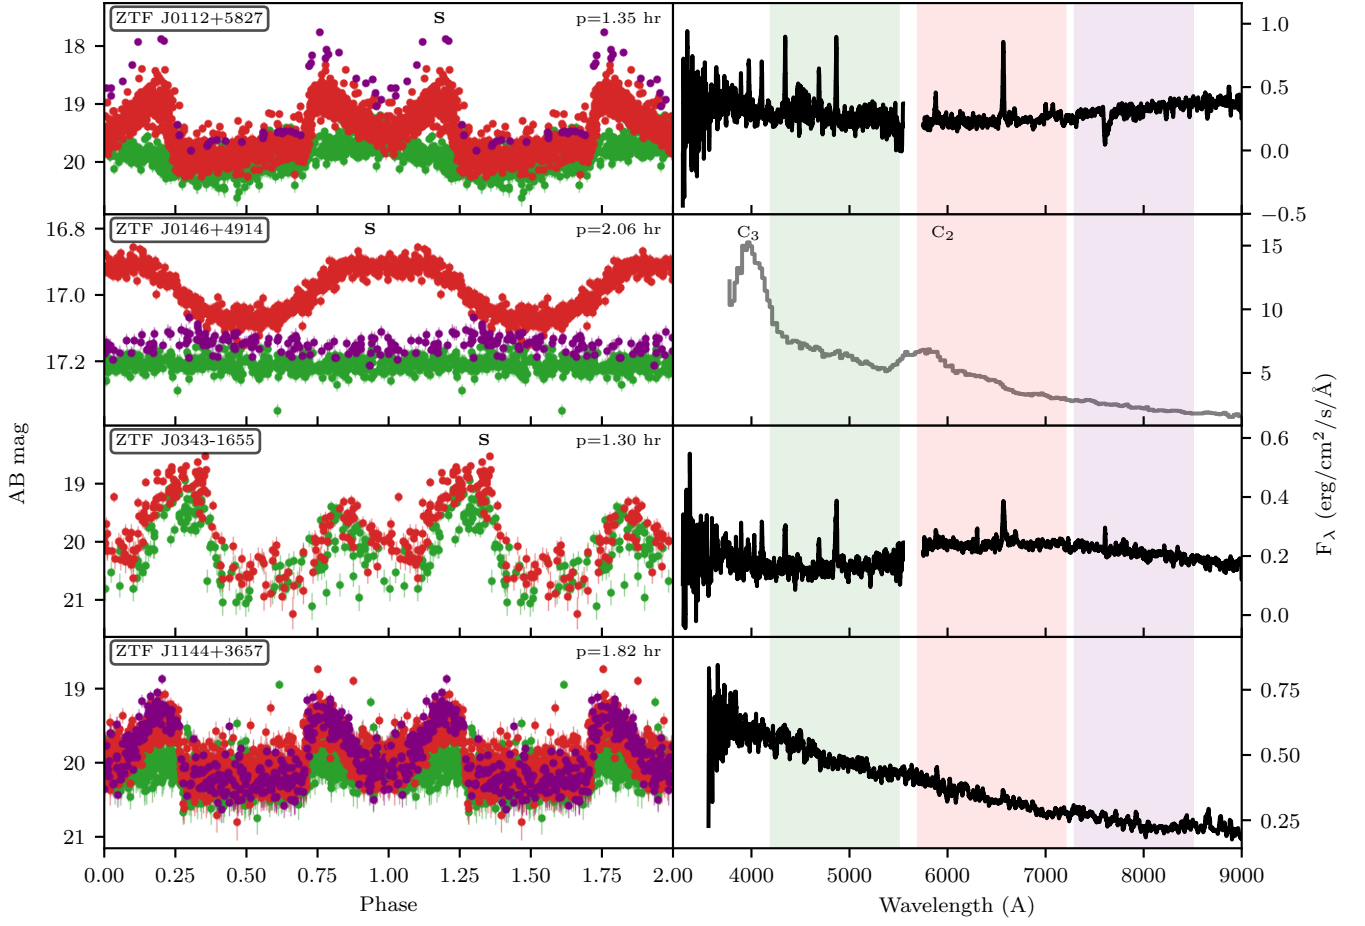 ZTF J0112+5827 S p=1.35 hr
18
19
20
1.0
0.5
0.0
−0.5
ZTF J0146+4914 S p=2.06 hr
16.8
17.0
17.2
C3 C2
15
10
5
ZTF J0343-1655 S p=1.30 hr
19
20
21
0.6
0.4
0.2
0.0
ZTF J1144+3657 p=1.82 hr
19
20
21
0.75
0.50
0.25
AB mag
Fλ (erg/cm²/s/Å)
0.00 0.25 0.50 0.75 1.00 1.25 1.50 1.75 2.00
4000 5000 6000 7000 8000 9000
Phase
Wavelength (A)